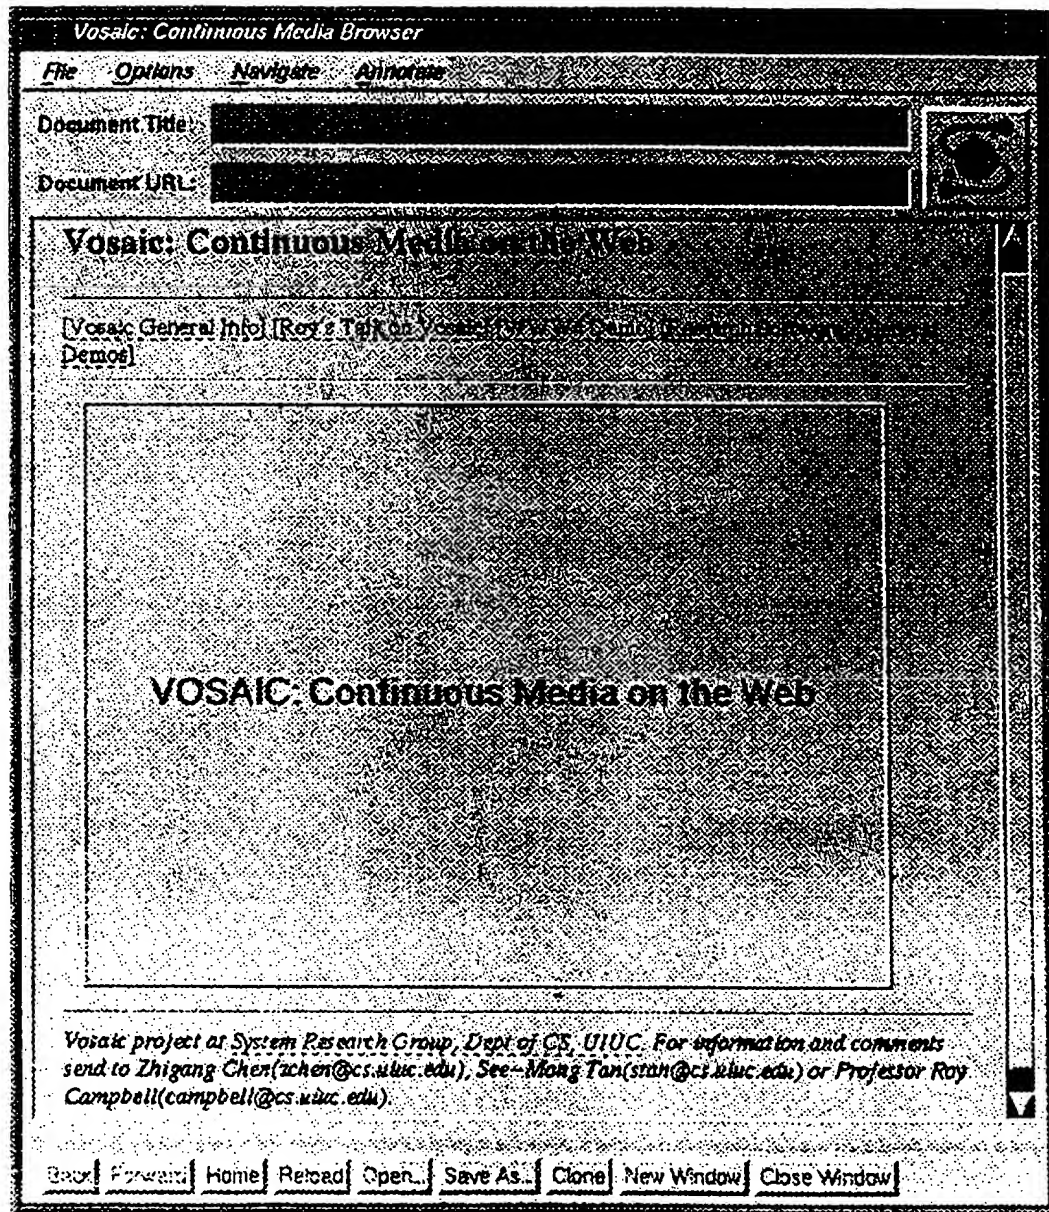 Vosaic: Continuous Media Browser
File Options Navigate Annotate
Document Title:
Document URL:
Vosaic: Continuous Media on the Web
[Vosaic General Info] [Roy's Talk on Vosaic] Demo]
Demos]
VOSAIC: Continuous Media on the Web
Vosaic project at System Research Group, Dept of CS, UIUC. For information and comments
send to Zhigang Chen(zchen@cs.uiuc.edu), See-Mong Tan(stan@cs.uiuc.edu) or Professor Roy
Campbell(campbell@cs.uiuc.edu).
Back Forward Home Reload Open... Save As... Clone New Window Close Window